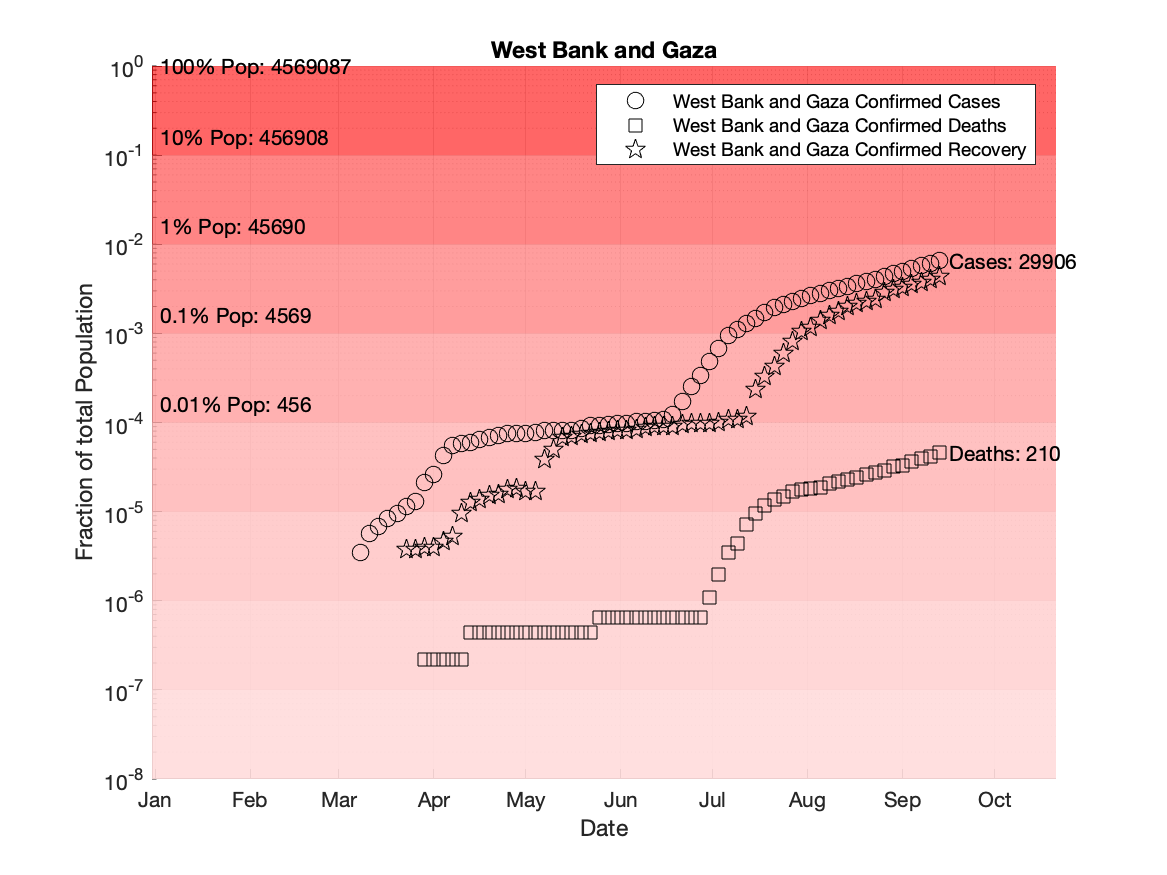 West Bank and Gaza
10^0
100% Pop: 4569087
West Bank and Gaza Confirmed Cases
West Bank and Gaza Confirmed Deaths
West Bank and Gaza Confirmed Recovery
10% Pop: 456908
10^-1
1% Pop: 45690
10^-2
Cases: 29906
0.1% Pop: 4569
10^-3
0.01% Pop: 456
10^-4
Deaths: 210
10^-5
10^-6
10^-7
10^-8
Fraction of total Population
Jan Feb Mar Apr May Jun Jul Aug Sep Oct
Date